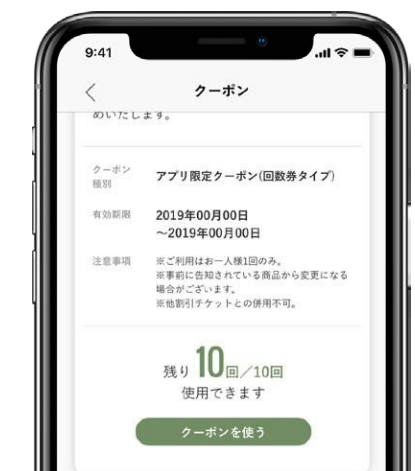 9:41
クーポン
めいたします。
クーポン
種別
アプリ限定クーポン(回数券タイプ)
有効期限
2019年00月00日
～2019年00月00日
注意事項
※ご利用はお一人様1回のみ。
※事前に告知されている商品から変更になる
場合がございます。
※他割引チケットとの併用不可。
残り10回／10回
使用できます
クーポンを使う